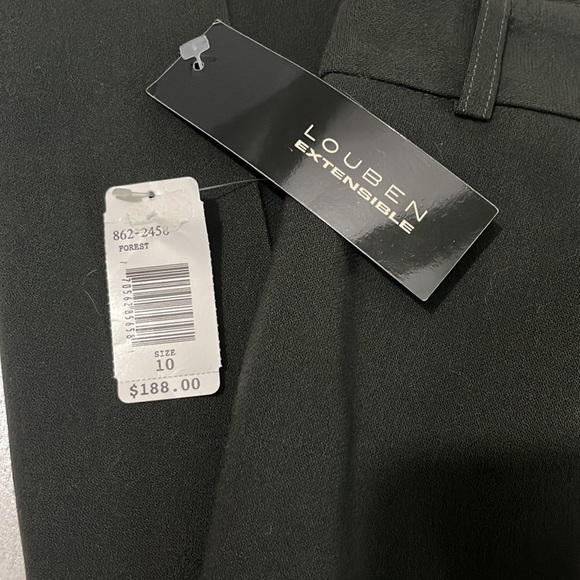 LOUBEN
EXTENSIBLE
862-2456
FOREST
SIZE
10
$188.00